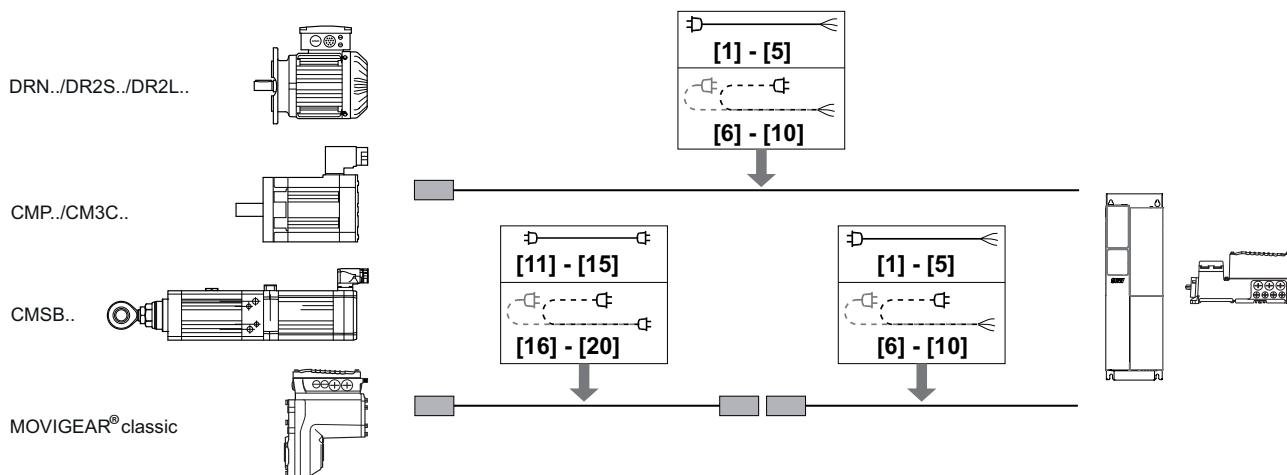 DRN../DR2S../DR2L..
[1] - [5]
[6] - [10]
CMP../CM3C..
[11] - [15]
[1] - [5]
CMSB..
[16] - [20]
[6] - [10]
MOVIGEAR® classic